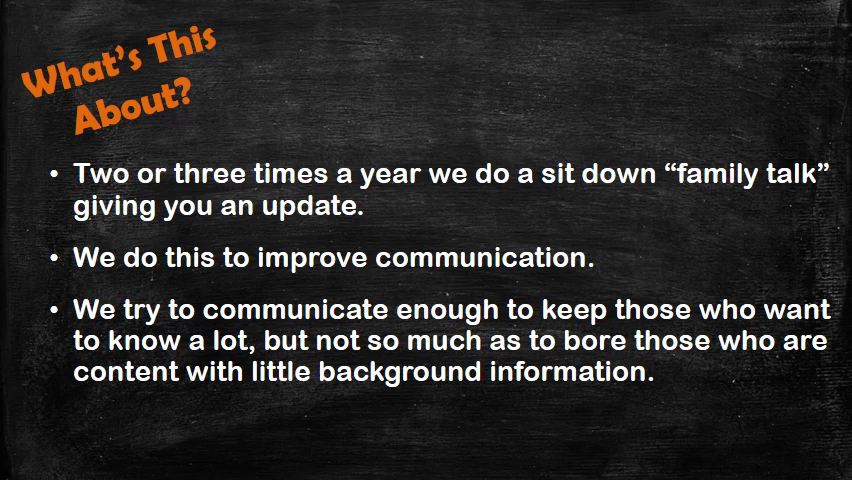 What's This
About?
• Two or three times a year we do a sit down “family talk”
giving you an update.
• We do this to improve communication.
• We try to communicate enough to keep those who want
to know a lot, but not so much as to bore those who are
content with little background information.